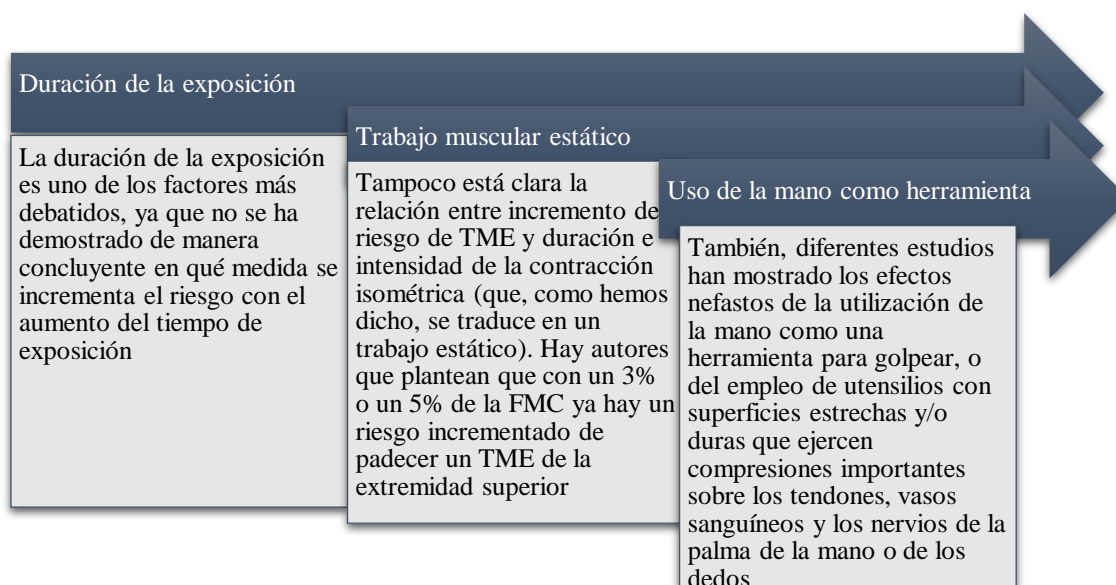 Duración de la exposición
La duración de la exposición
es uno de los factores más
debatidos, ya que no se ha
demostrado de manera
concluyente en qué medida se
incrementa el riesgo con el
aumento del tiempo de
exposición
Trabajo muscular estático
Tampoco está clara la
relación entre incremento de
riesgo de TME y duración e
intensidad de la contracción
isométrica (que, como hemos
dicho, se traduce en un
trabajo estático). Hay autores
que plantean que con un 3%
o un 5% de la FMC ya hay un
riesgo incrementado de
padecer un TME de la
extremidad superior
Uso de la mano como herramienta
También, diferentes estudios
han mostrado los efectos
nefastos de la utilización de
la mano como una
herramienta para golpear, o
del empleo de utensilios con
superficies estrechas y/o
duras que ejercen
compresiones importantes
sobre los tendones, vasos
sanguíneos y los nervios de la
palma de la mano o de los
dedos